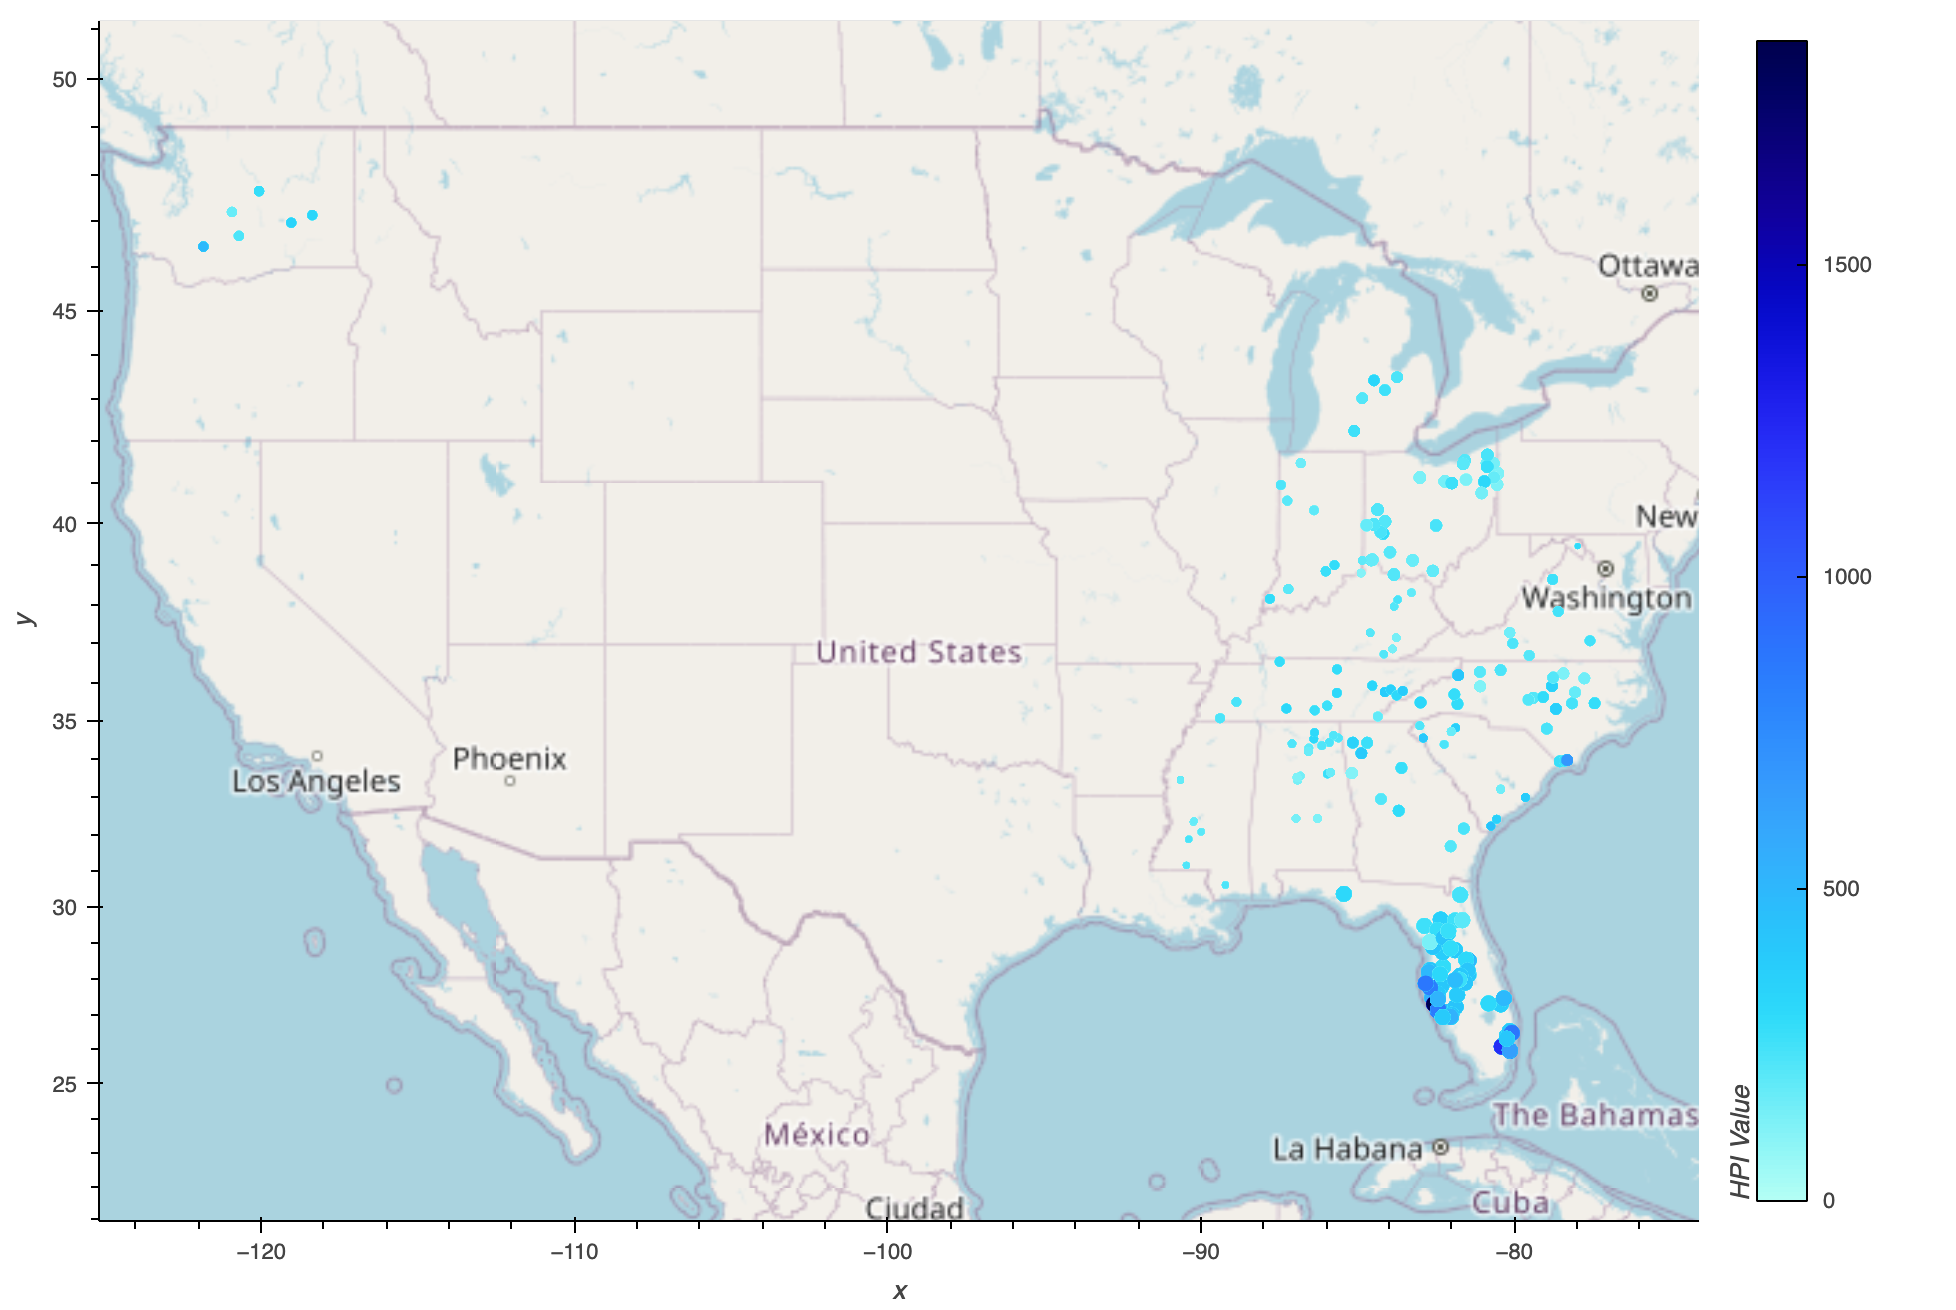 50
45
40
35
30
25
y
−120
−110
−100
−90
−80
x
Ottawa
New
Washington
United States
Phoenix
Los Angeles
The Bahamas
México
La Habana
Cuba
Ciudad
1500
1000
500
0
HPI Value